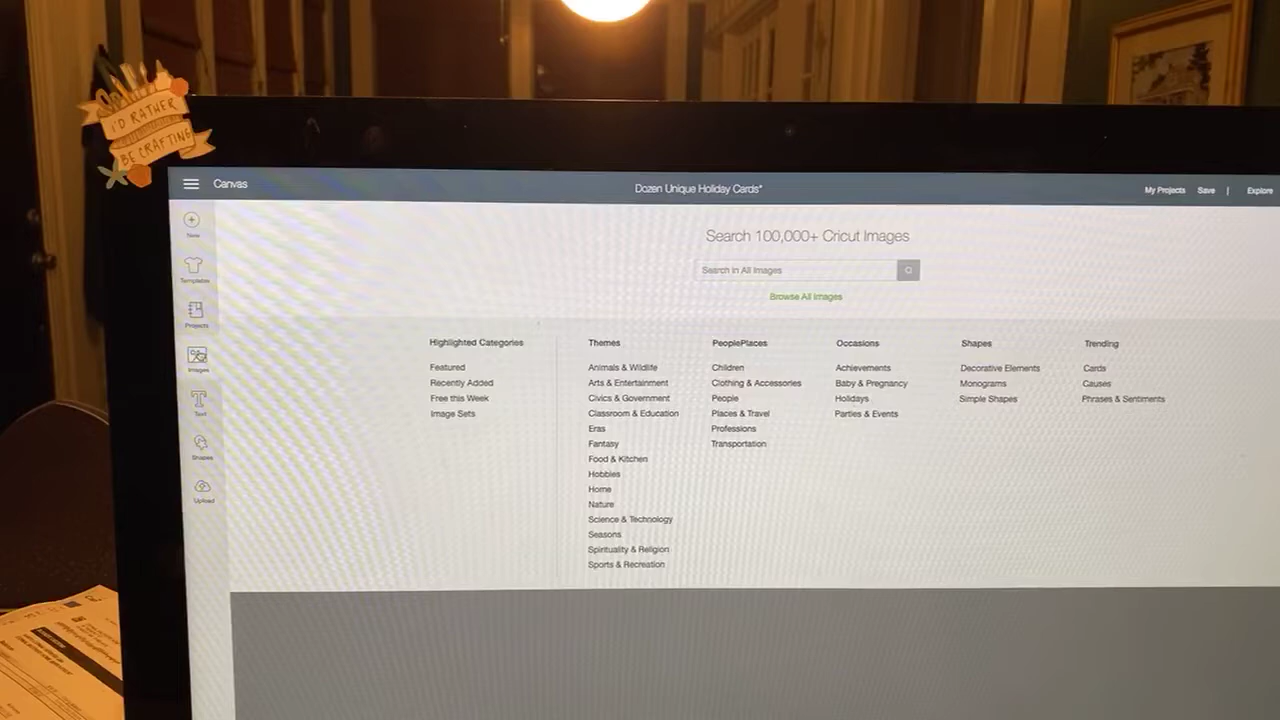 I'D RATHER
BE CRAFTING
Canvas
Dozen Unique Holiday Cards*
My Projects Save | Explore
New
Templates
Projects
Images
Text
Shapes
Upload
Search 100,000+ Cricut Images
Search in All Images
Browse All Images
Highlighted Categories
Featured
Recently Added
Free this Week
Image Sets
Themes
Animals & Wildlife
Arts & Entertainment
Civics & Government
Classroom & Education
Eras
Fantasy
Food & Kitchen
Hobbies
Home
Nature
Science & Technology
Seasons
Spirituality & Religion
Sports & Recreation
PeoplePlaces
Children
Clothing & Accessories
People
Places & Travel
Professions
Transportation
Occasions
Achievements
Baby & Pregnancy
Holidays
Parties & Events
Shapes
Decorative Elements
Monograms
Simple Shapes
Trending
Cards
Causes
Phrases & Sentiments